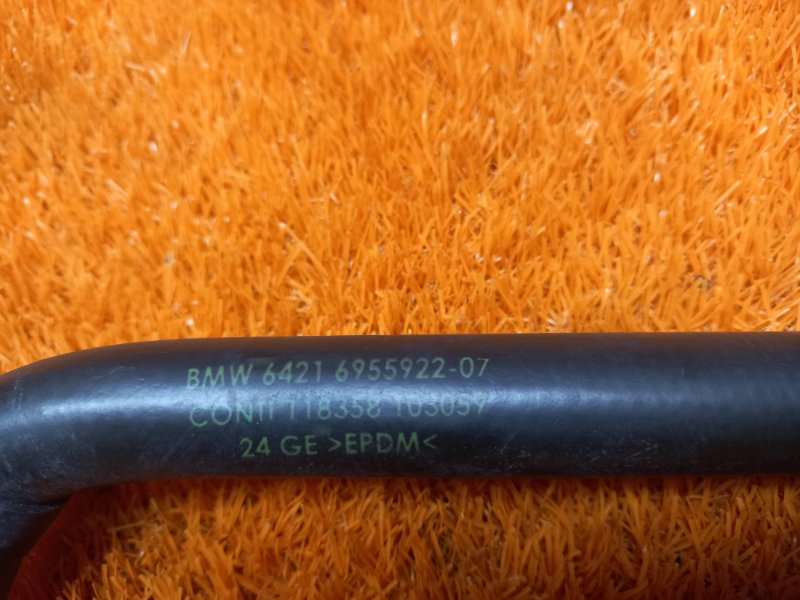 BMW 6421 6955922-07
CONTI 118358 103059
24 GE >EPDM<